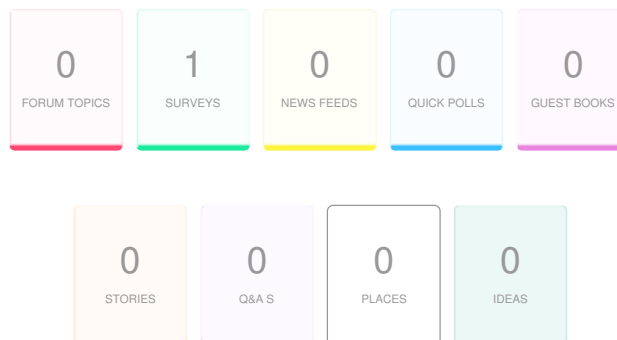 0 1 0 0 0
FORUM TOPICS SURVEYS NEWS FEEDS QUICK POLLS GUEST BOOKS
0 0 0 0
STORIES Q&A S PLACES IDEAS